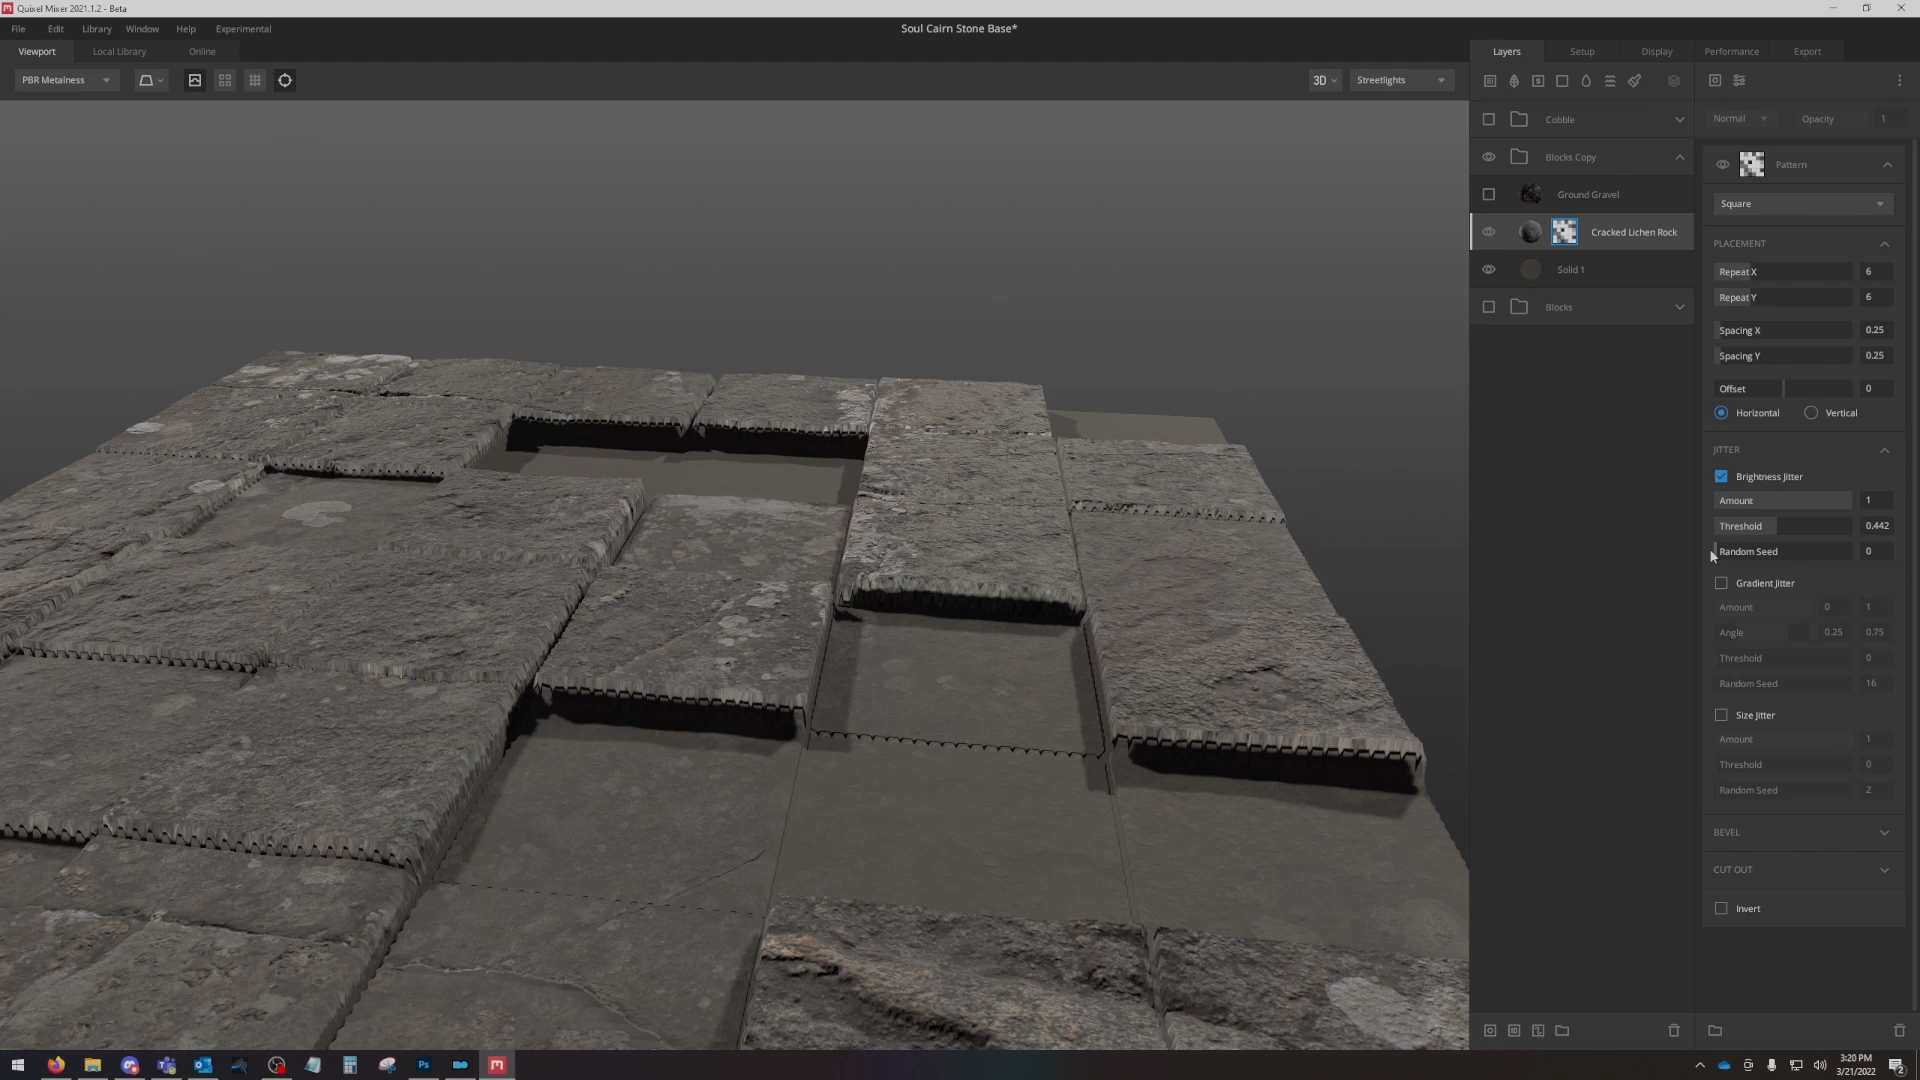 Quixel Mixer 2021.1.2 - Beta
File Edit Library Window Help Experimental
Soul Cairn Stone Base*
Viewport Local Library Online
Layers Setup Display Performance Export
PBR Metalness
3D
Streetlights
Cobble
Blocks Copy
Ground Gravel
Cracked Lichen Rock
Solid 1
Blocks
Normal
Opacity 1
Pattern
Square
PLACEMENT
Repeat X 6
Repeat Y 6
Spacing X 0.25
Spacing Y 0.25
Offset 0
Horizontal Vertical
JITTER
Brightness Jitter
Amount 1
Threshold 0.442
Random Seed 0
Gradient Jitter
Amount 0 1
Angle 0.25 0.75
Threshold 0
Random Seed 16
Size Jitter
Amount 1
Threshold 0
Random Seed 2
BEVEL
CUT OUT
Invert
Ps
3:20 PM
3/21/2022
2